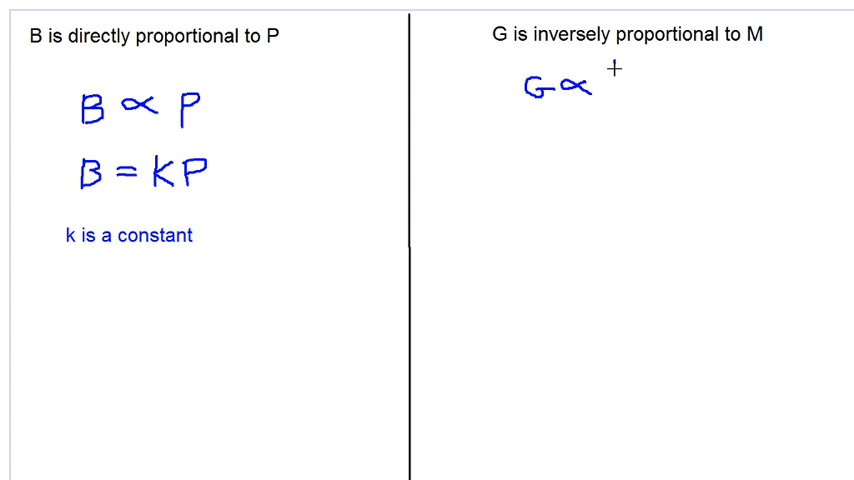 B is directly proportional to P
B ∝ P
B = kP
k is a constant
G is inversely proportional to M
G ∝